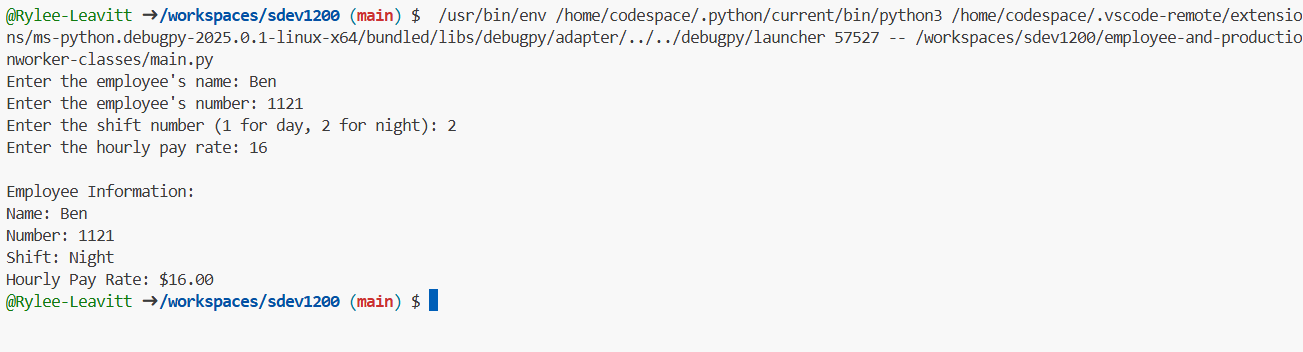 @Rylee-Leavitt ➜/workspaces/sdev1200 (main) $  /usr/bin/env /home/codespace/.python/current/bin/python3 /home/codespace/.vscode-remote/extensio
ns/ms-python.debugpy-2025.0.1-linux-x64/bundled/libs/debugpy/adapter/../../debugpy/launcher 57527 -- /workspaces/sdev1200/employee-and-productio
nworker-classes/main.py
Enter the employee's name: Ben
Enter the employee's number: 1121
Enter the shift number (1 for day, 2 for night): 2
Enter the hourly pay rate: 16

Employee Information:
Name: Ben
Number: 1121
Shift: Night
Hourly Pay Rate: $16.00
@Rylee-Leavitt ➜/workspaces/sdev1200 (main) $